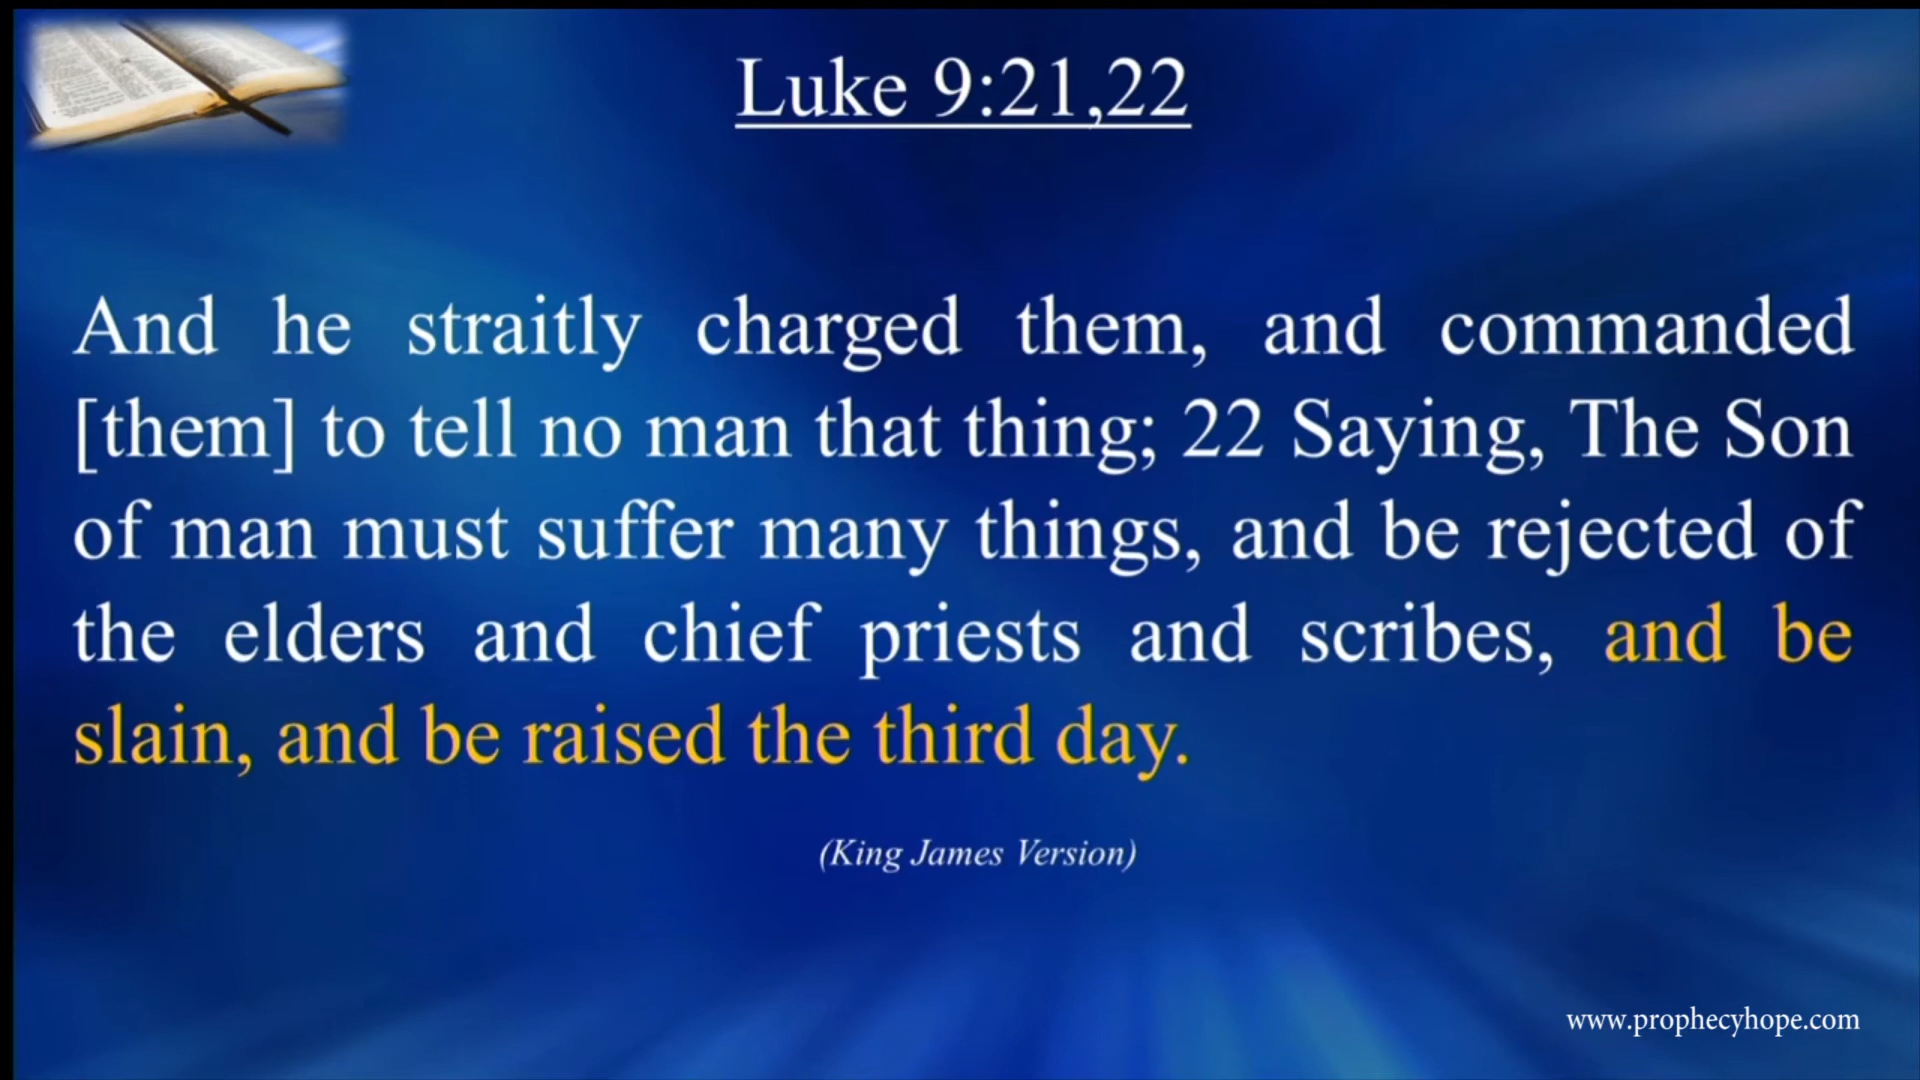 Luke 9:21,22
And he straitly charged them, and commanded
[them] to tell no man that thing; 22 Saying, The Son
of man must suffer many things, and be rejected of
the elders and chief priests and scribes, and be
slain, and be raised the third day.
(King James Version)
www.prophecyhope.com